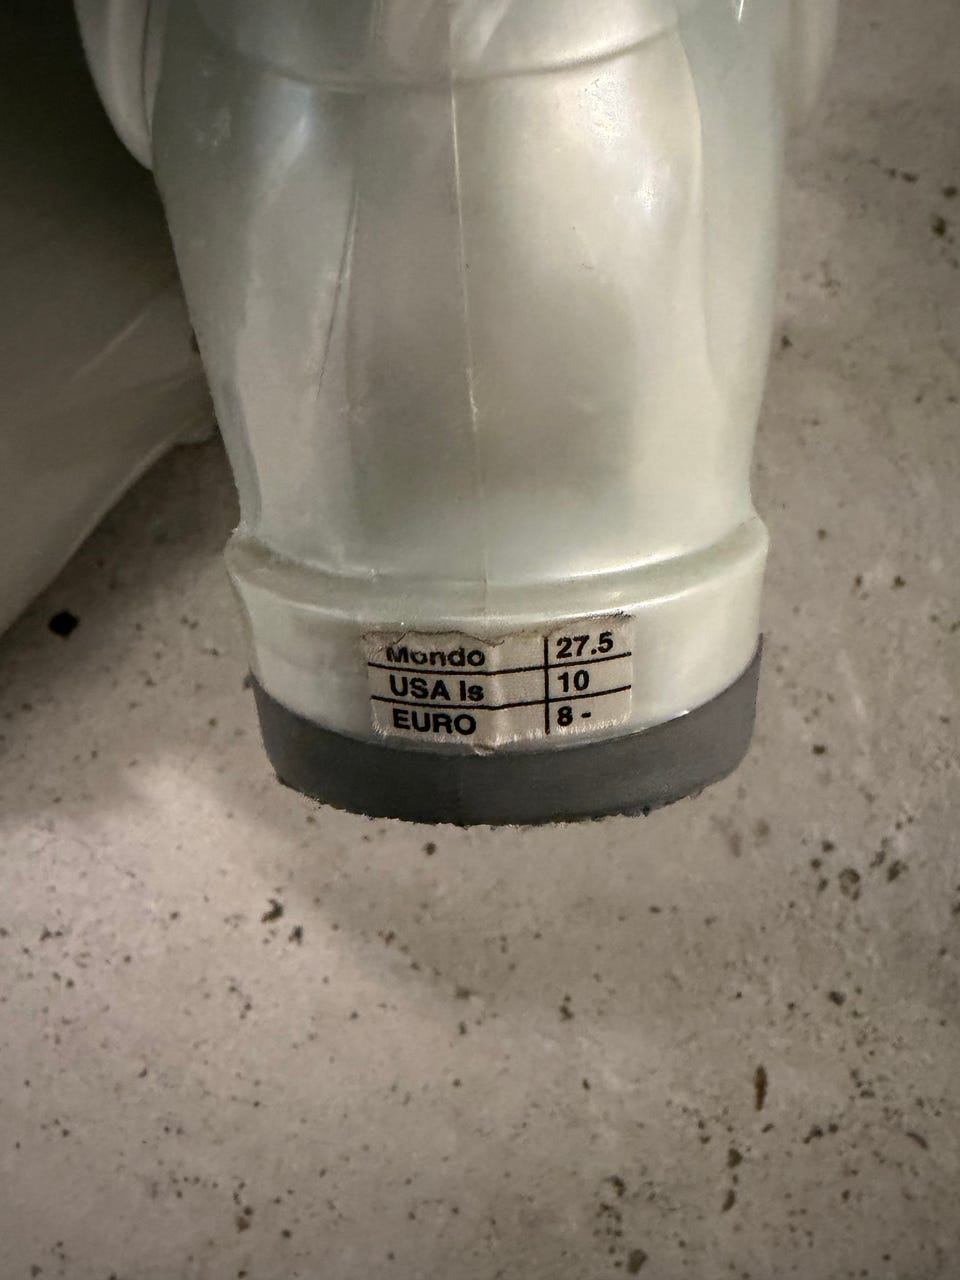 Mondo 27.5
USA ls 10
EURO 8 -